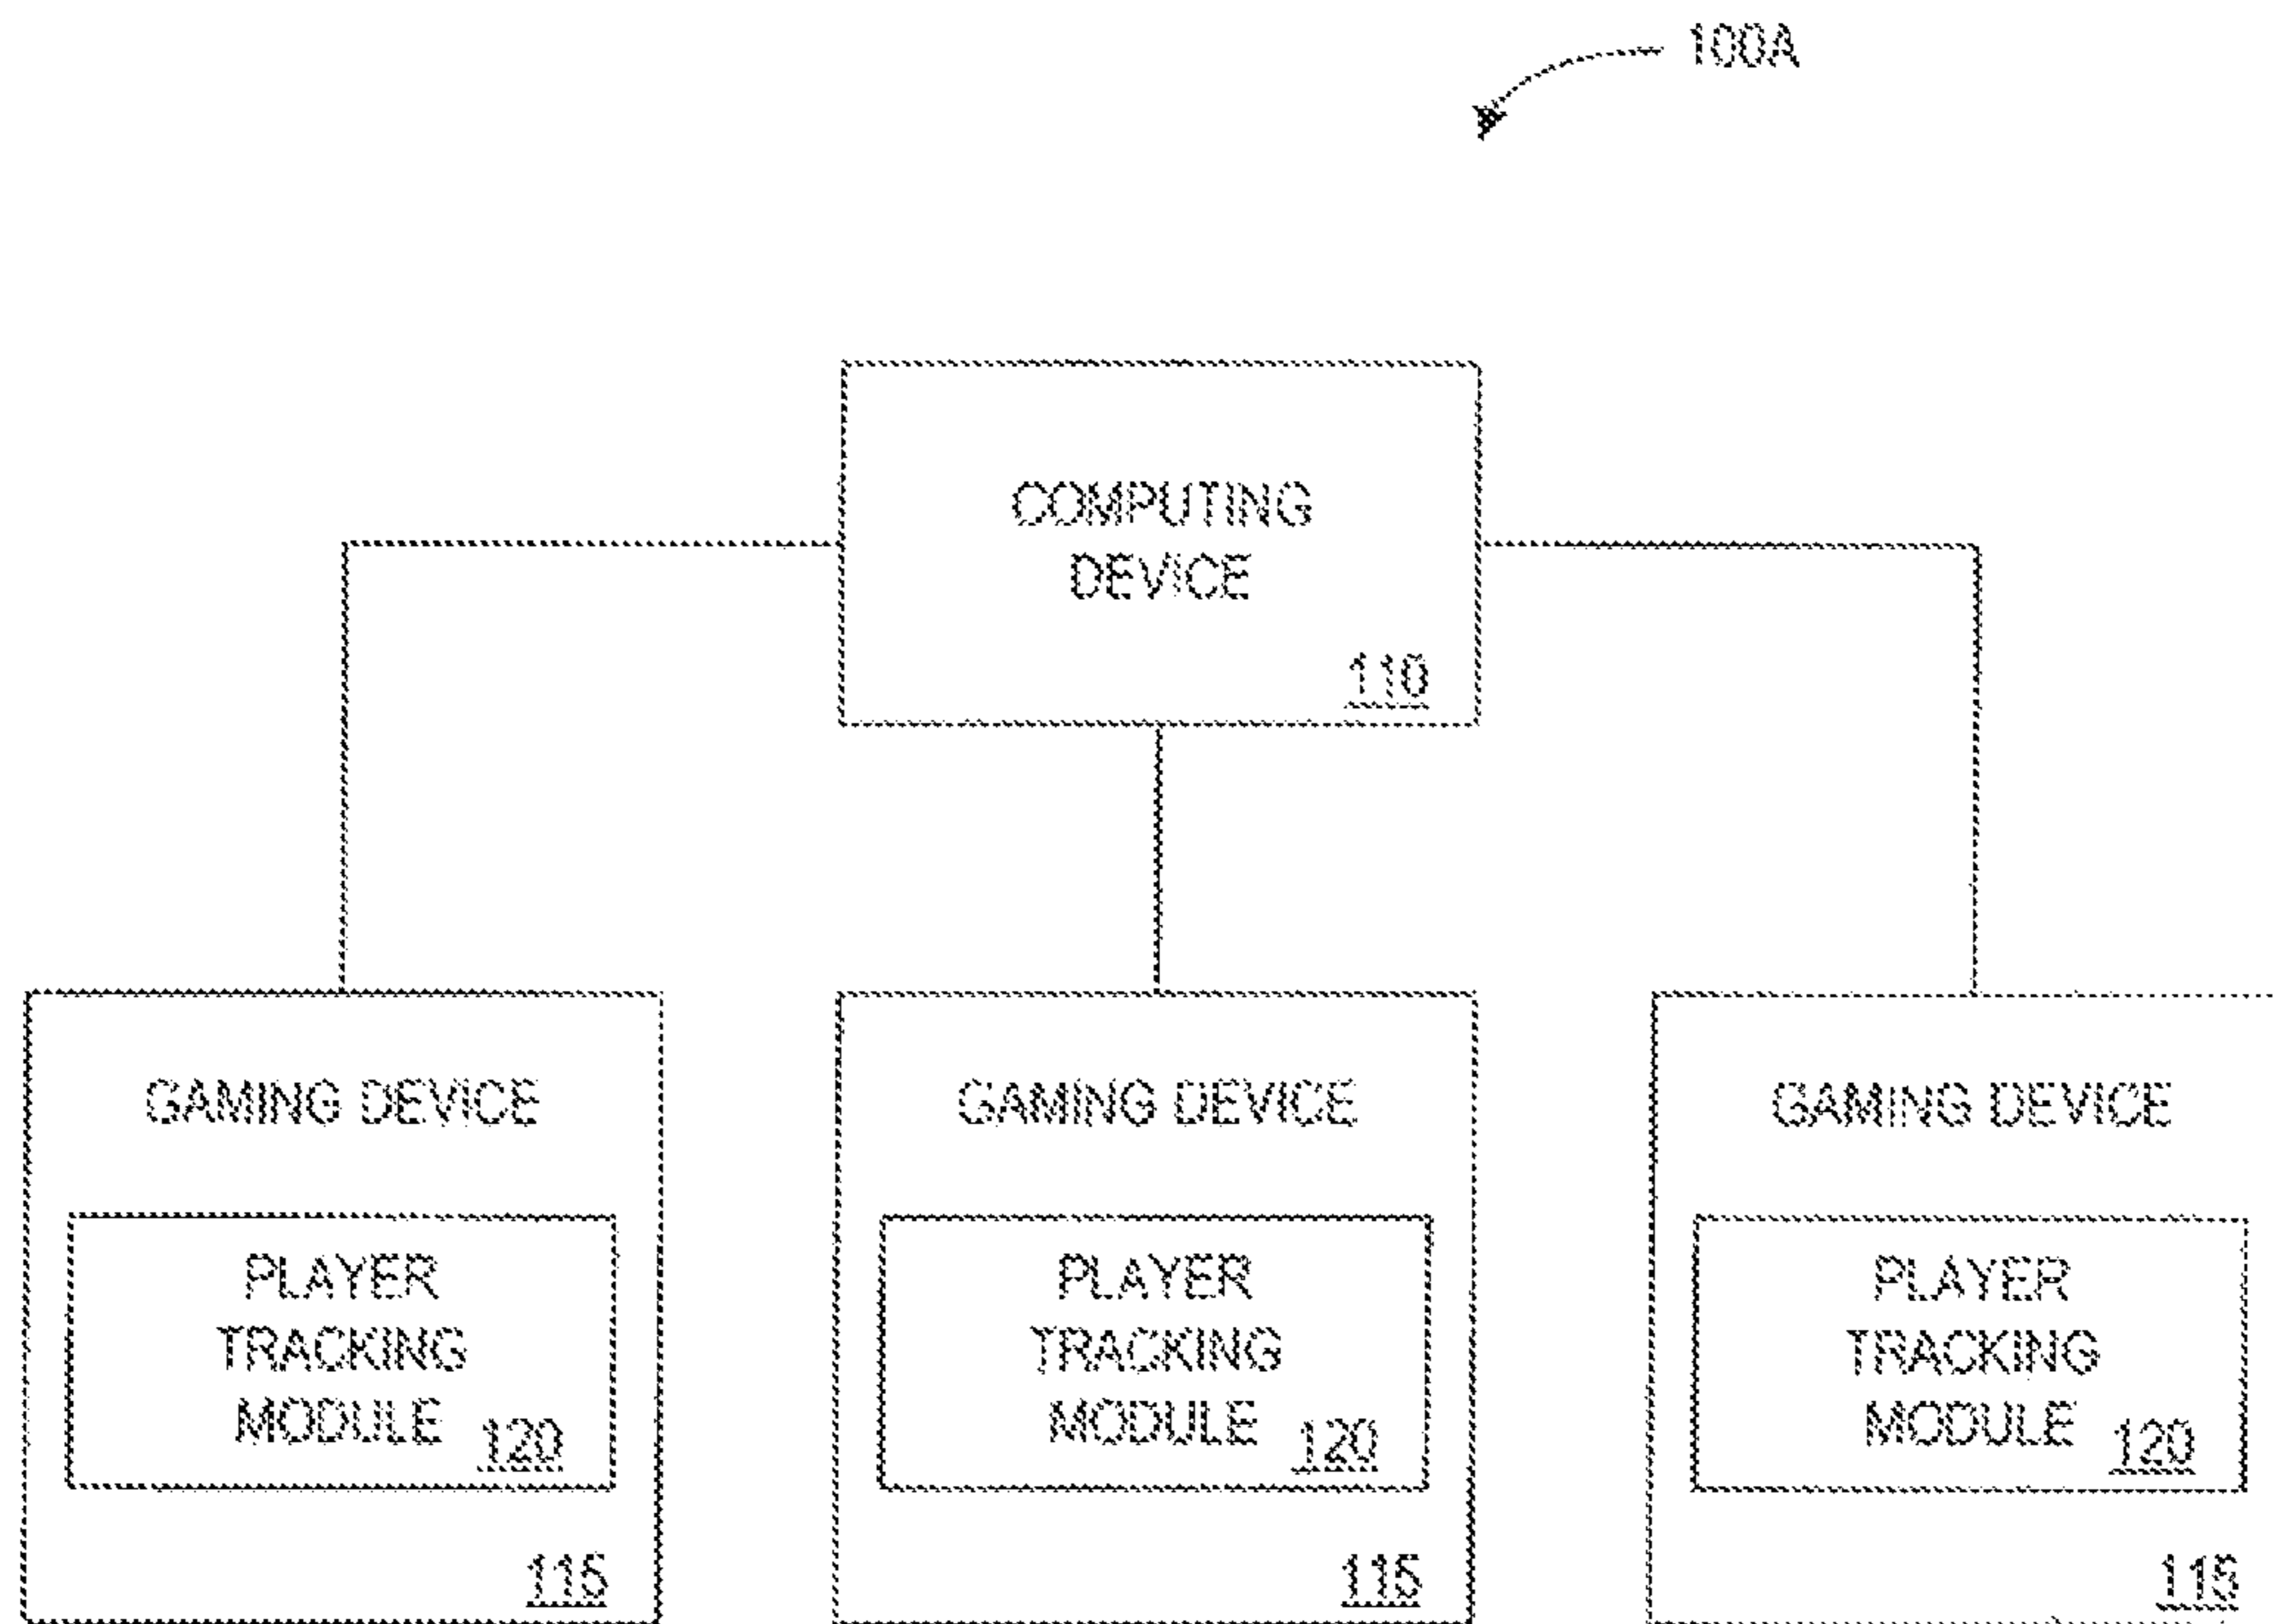 100A
COMPUTING
DEVICE
110
GAMING DEVICE
PLAYER
TRACKING
MODULE 120
115
GAMING DEVICE
PLAYER
TRACKING
MODULE 120
115
GAMING DEVICE
PLAYER
TRACKING
MODULE 120
115